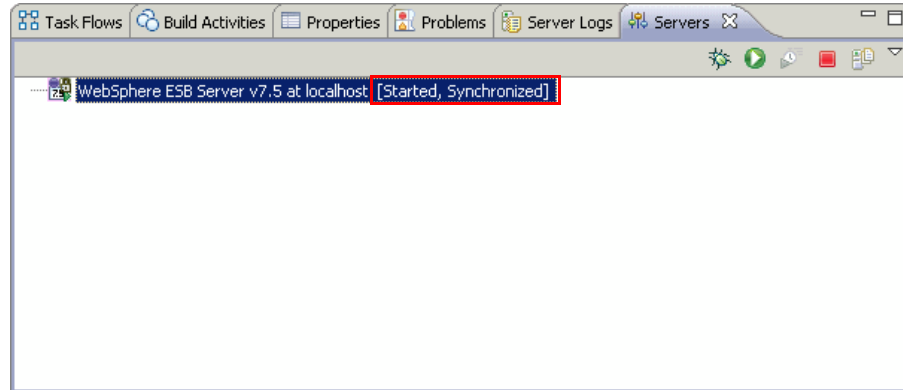 Task Flows Build Activities Properties Problems Server Logs Servers
WebSphere ESB Server v7.5 at localhost [Started, Synchronized]